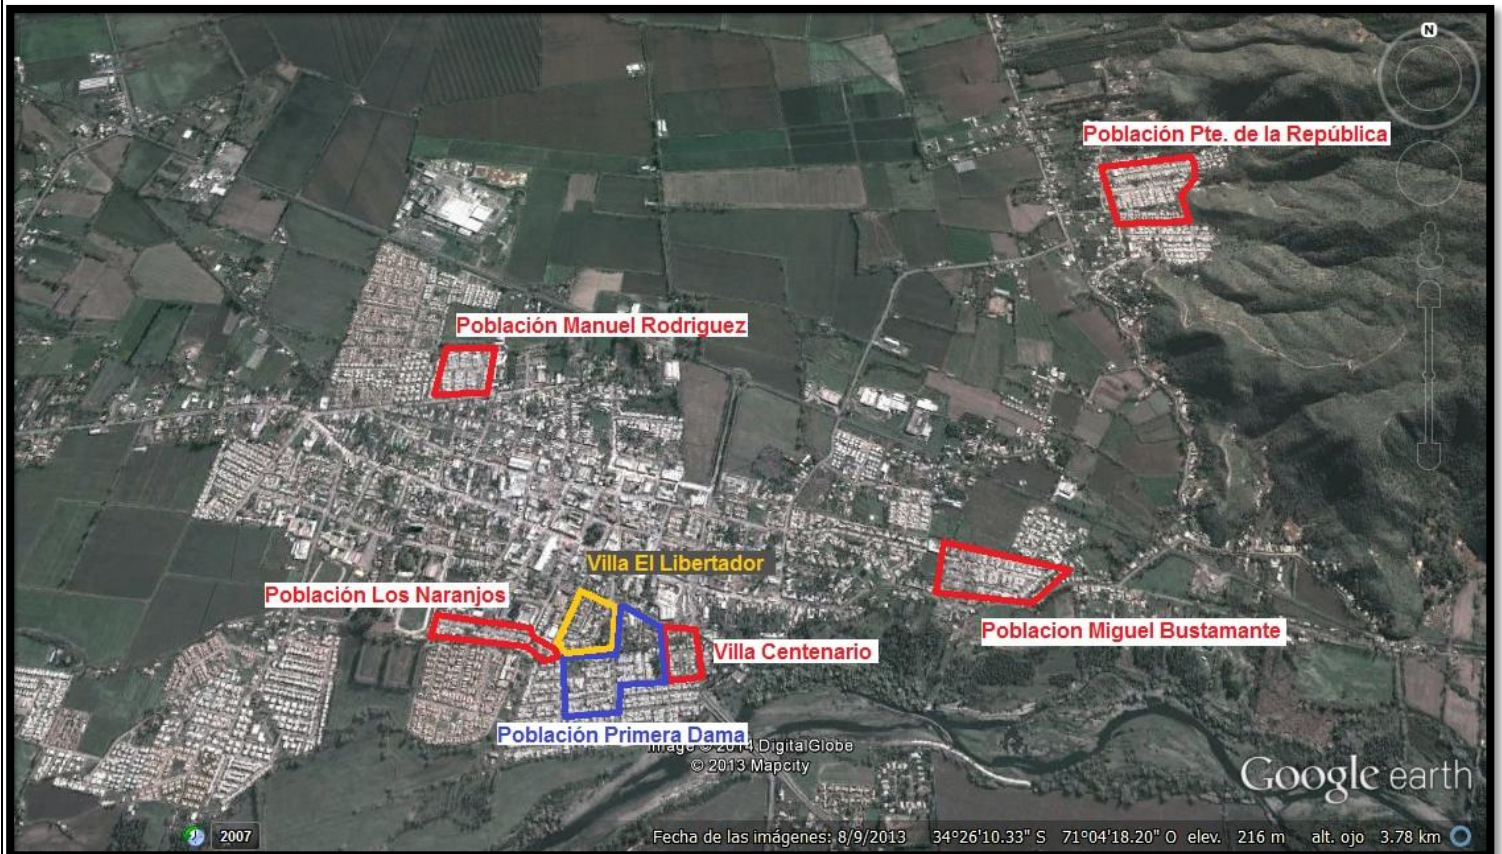 N
Población Pte. de la República
Población Manuel Rodriguez
Villa El Libertador
Población Los Naranjos
Poblacion Miguel Bustamante
Villa Centenario
Población Primera Dama
Image © 2014 DigitalGlobe
© 2013 Mapcity
Google earth
2007
Fecha de las imágenes: 8/9/2013 34°26'10.33" S 71°04'18.20" O elev. 216 m alt. ojo 3.78 km